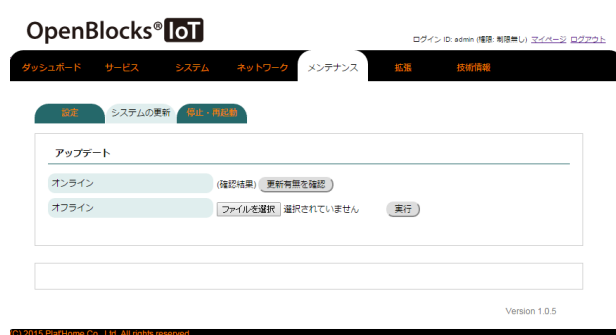 OpenBlocks® IoT
ログイン ID: admin (権限: 制限無し) マイページ ログアウト
ダッシュボード サービス システム ネットワーク メンテナンス 拡張 技術情報
設定 システムの更新 停止・再起動
アップデート
オンライン (確認結果) 更新有無を確認
オフライン ファイルを選択 選択されていません 実行
Version 1.0.5
(C) 2015 Plat'Home Co., Ltd. All rights reserved.